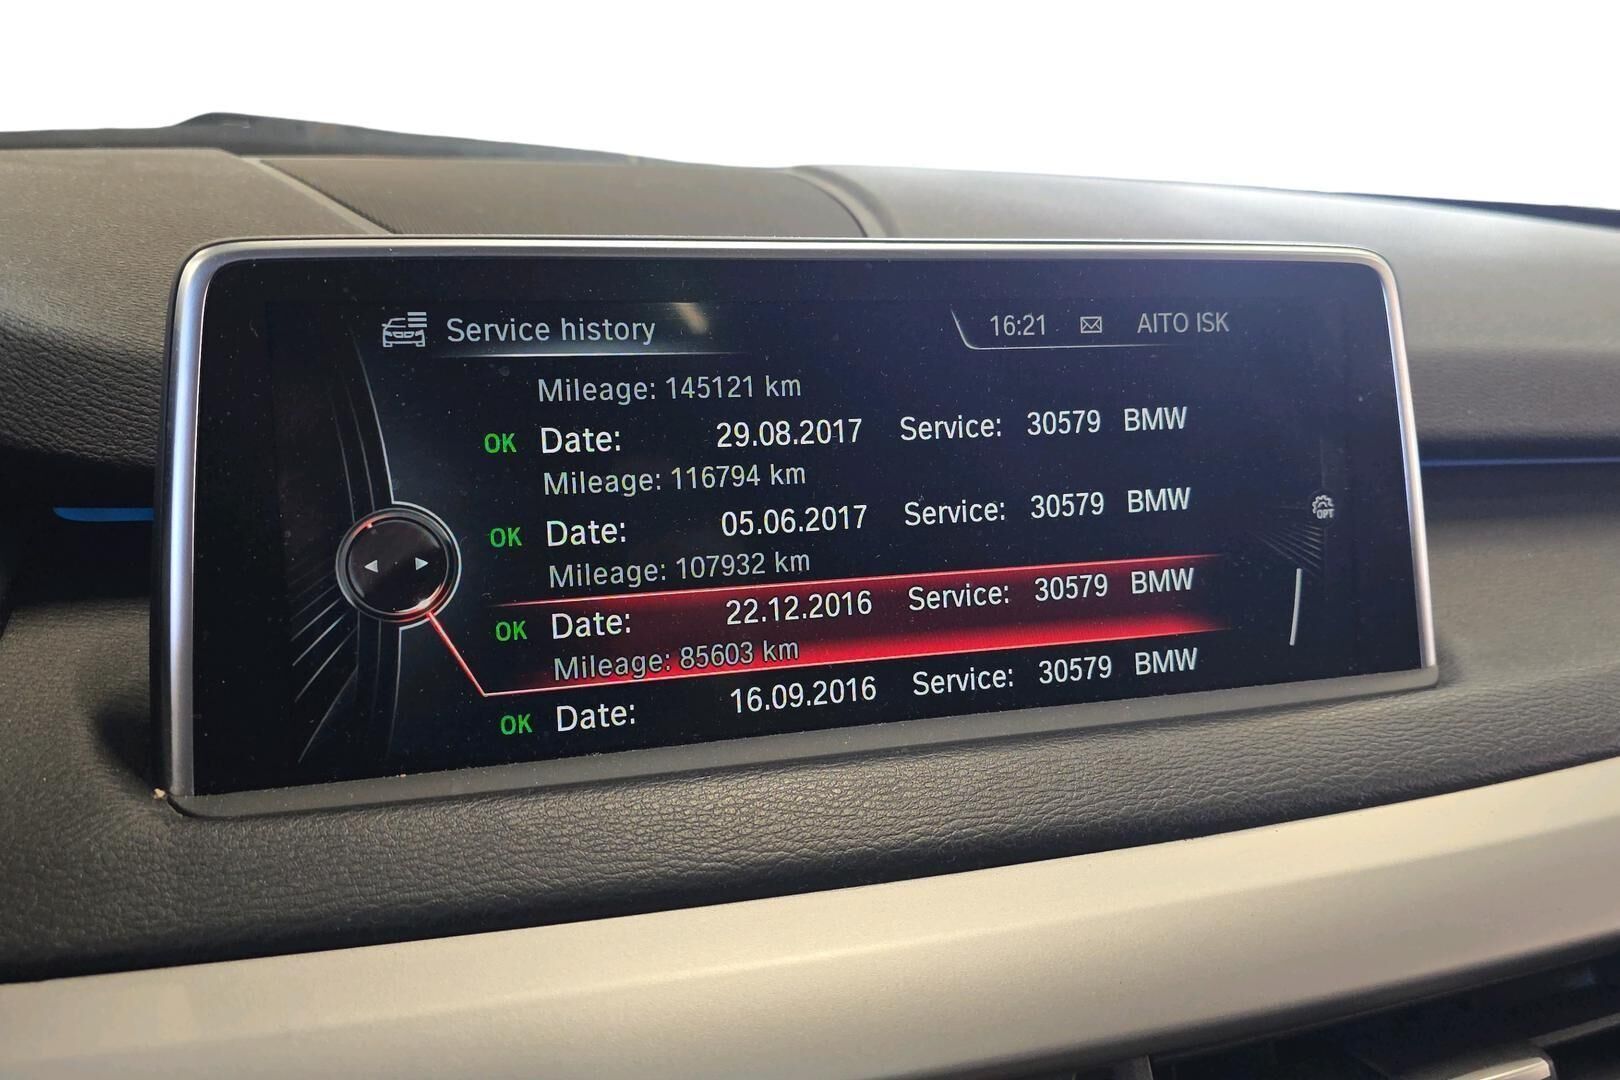 Service history 16:21 AITO ISK
Mileage: 145121 km
OK Date: 29.08.2017 Service: 30579 BMW
Mileage: 116794 km
OK Date: 05.06.2017 Service: 30579 BMW
Mileage: 107932 km
OK Date: 22.12.2016 Service: 30579 BMW
Mileage: 85603 km
OK Date: 16.09.2016 Service: 30579 BMW
OPT